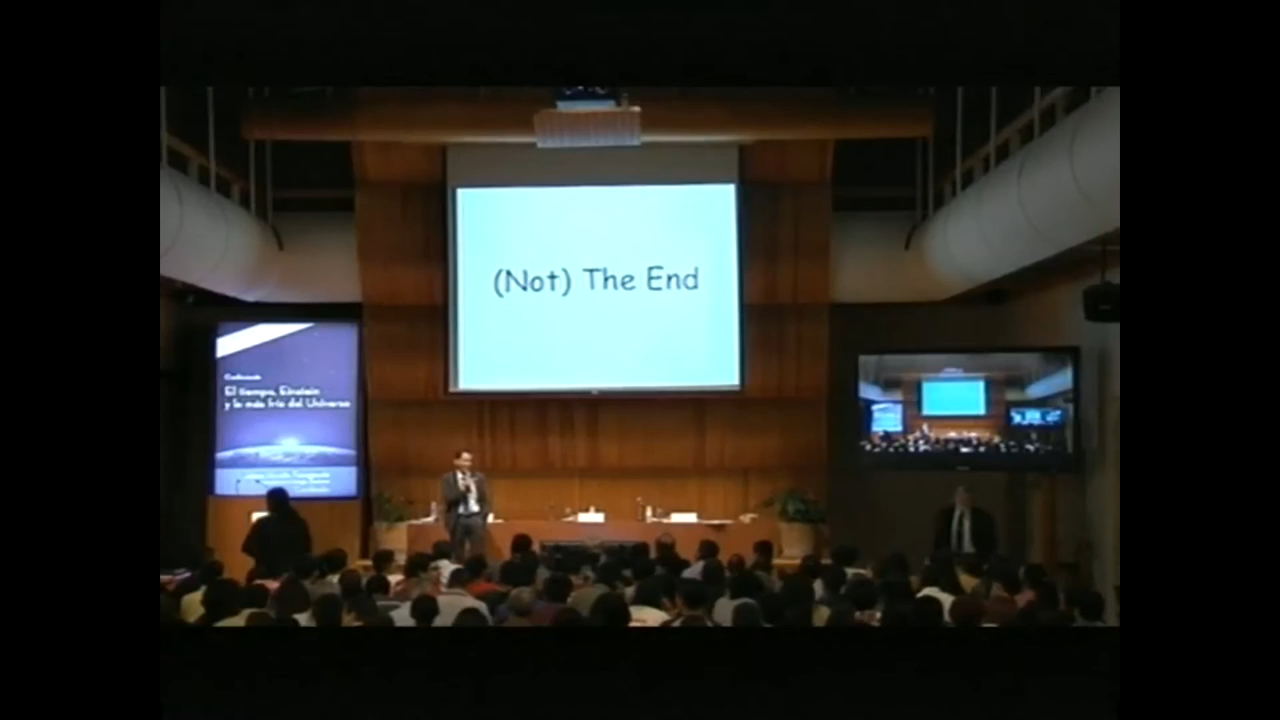 (Not) The End
Conferencia
El tiempo, Einstein
y lo más frío del Universo